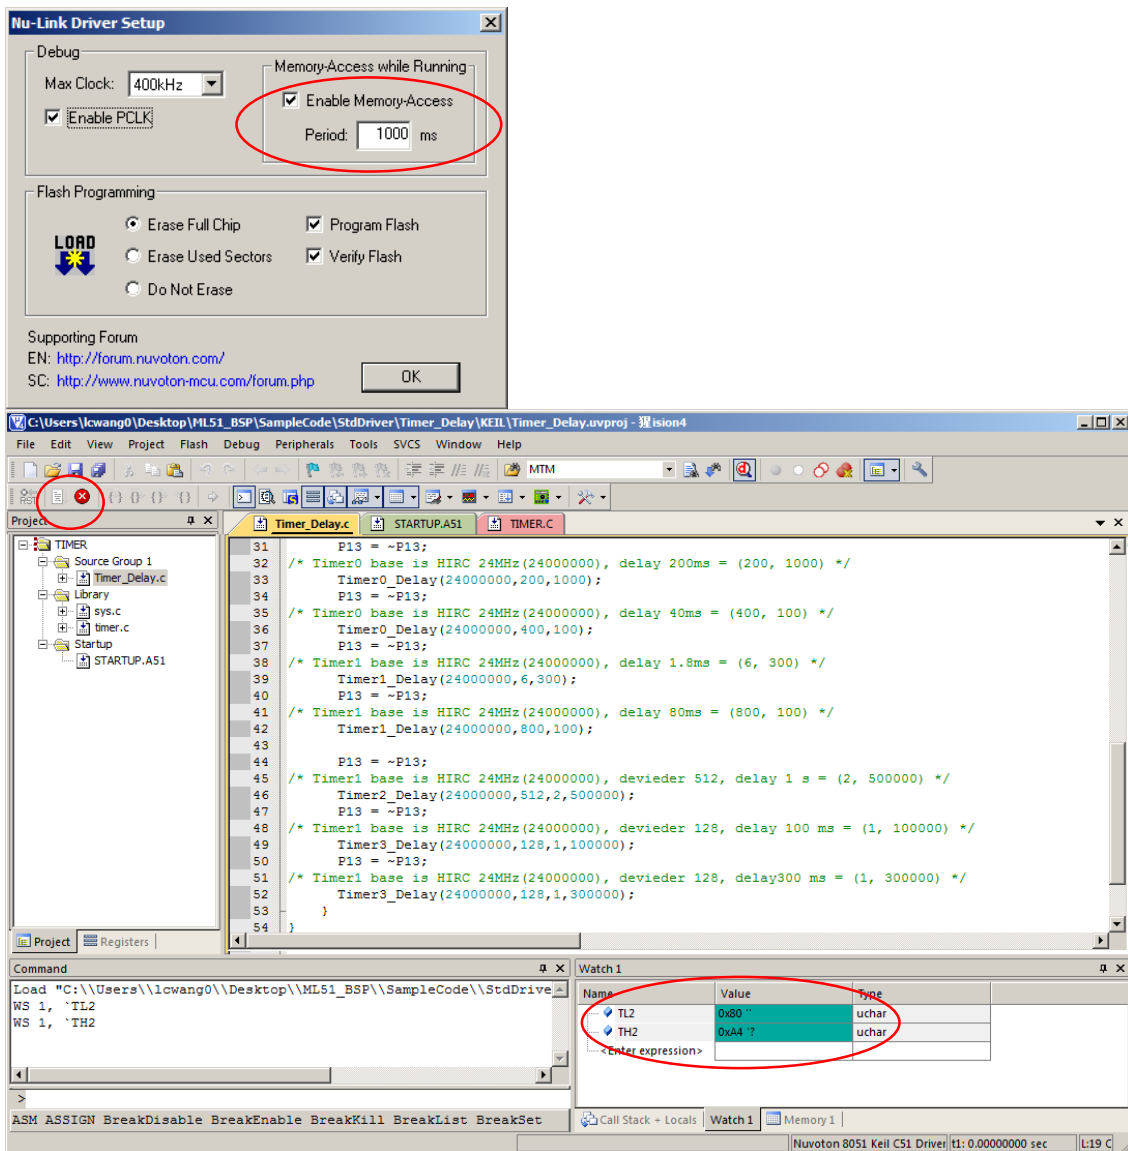 Nu-Link Driver Setup
Debug
Max Clock: 400kHz
Enable PCLK
Memory-Access while Running
Enable Memory-Access
Period: 1000 ms
Flash Programming
LOAD
Erase Full Chip
Program Flash
Erase Used Sectors
Verify Flash
Do Not Erase
Supporting Forum
EN: http://forum.nuvoton.com/
SC: http://www.nuvoton-mcu.com/forum.php
OK
C:\Users\lcwang0\Desktop\ML51_BSP\SampleCode\StdDriver\Timer_Delay\KEIL\Timer_Delay.uvproj - 獀ision4
File Edit View Project Flash Debug Peripherals Tools SVCS Window Help
MTM
RST
Project
Timer_Delay.c STARTUP.A51 TIMER.C
TIMER
Source Group 1
Timer_Delay.c
Library
sys.c
timer.c
Startup
STARTUP.A51
31 P13 = ~P13;
32 /* Timer0 base is HIRC 24MHz(24000000), delay 200ms = (200, 1000) */
33 Timer0_Delay(24000000,200,1000);
34 P13 = ~P13;
35 /* Timer0 base is HIRC 24MHz(24000000), delay 40ms = (400, 100) */
36 Timer0_Delay(24000000,400,100);
37 P13 = ~P13;
38 /* Timer1 base is HIRC 24MHz(24000000), delay 1.8ms = (6, 300) */
39 Timer1_Delay(24000000,6,300);
40 P13 = ~P13;
41 /* Timer1 base is HIRC 24MHz(24000000), delay 80ms = (800, 100) */
42 Timer1_Delay(24000000,800,100);
43
44 P13 = ~P13;
45 /* Timer1 base is HIRC 24MHz(24000000), devieder 512, delay 1 s = (2, 500000) */
46 Timer2_Delay(24000000,512,2,500000);
47 P13 = ~P13;
48 /* Timer1 base is HIRC 24MHz(24000000), devieder 128, delay 100 ms = (1, 100000) */
49 Timer3_Delay(24000000,128,1,100000);
50 P13 = ~P13;
51 /* Timer1 base is HIRC 24MHz(24000000), devieder 128, delay300 ms = (1, 300000) */
52 Timer3_Delay(24000000,128,1,300000);
53 }
54 }
Project Registers
Command
Load "C:\\Users\\lcwang0\\Desktop\\ML51_BSP\\SampleCode\\StdDrive
WS 1, `TL2
WS 1, `TH2
>
ASM ASSIGN BreakDisable BreakEnable BreakKill BreakList BreakSet
Watch 1
Name Value Type
TL2 0x80 '' uchar
TH2 0xA4 '? uchar
<Enter expression>
Call Stack + Locals Watch 1 Memory 1
Nuvoton 8051 Keil C51 Driver t1: 0.00000000 sec L:19 C